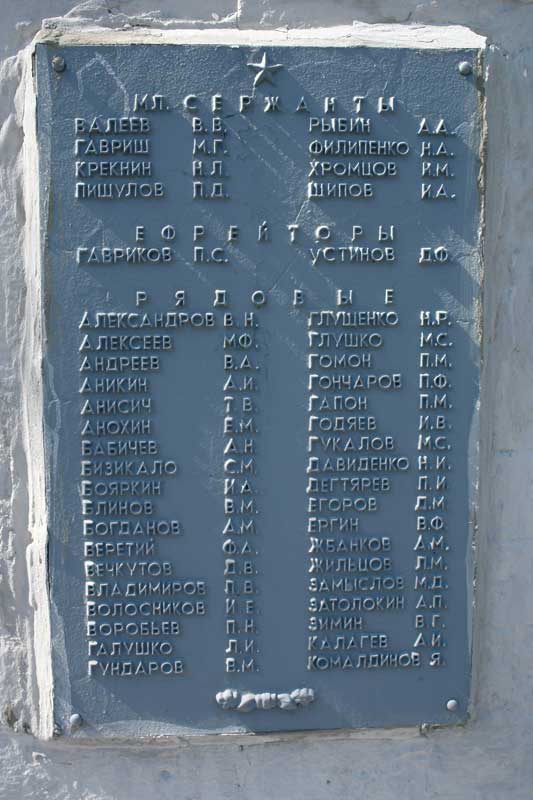 МЛ. СЕРЖАНТЫ
ВАЛЕЕВ В.В. РЫБИН А.А.
ГАВРИШ М.Г. ФИЛИПЕНКО Н.А.
КРЕКНИН Н.Л. ХРОМЦОВ И.М.
ПИЩУЛОВ П.Д. ШИПОВ И.А.
ЕФРЕЙТОРЫ
ГАВРИКОВ П.С. УСТИНОВ Д.Ф.
РЯДОВЫЕ
АЛЕКСАНДРОВ В.Н. ГЛУЩЕНКО Н.Г.
АЛЕКСЕЕВ М.Ф. ГЛУШКО М.С.
АНДРЕЕВ В.А. ГОМОН П.М.
АНИКИН А.И. ГОНЧАРОВ П.Ф.
АНИСИЧ Т.В. ГАПОН П.М.
АНОХИН Е.М. ГОДЯЕВ И.В.
БАБИЧЕВ А.Н. ГУКАЛОВ М.С.
БИЗИКАЛО С.М. ДАВИДЕНКО Н.И.
БОЯРКИН И.А. ДЕГТЯРЕВ П.И.
БЛИНОВ В.М. ЕГОРОВ Д.М.
БОГДАНОВ А.М. ЕРГИН В.Ф.
ВЕРЕТИЙ Ф.А. ЖБАНКОВ А.М.
ВЕЧКУТОВ Д.В. ЖИЛЬЦОВ Л.М.
ВЛАДИМИРОВ П.В. ЗАМЫСЛОВ М.Д.
ВОЛОСНИКОВ И.Е. ЗАТОЛОКИН А.П.
ВОРОБЬЕВ П.Н. ЗИМИН В.Г.
ГАЛУШКО Л.И. КАЛАГЕВ А.И.
ГУНДАРОВ В.М. КОМАЛДИНОВ Я.